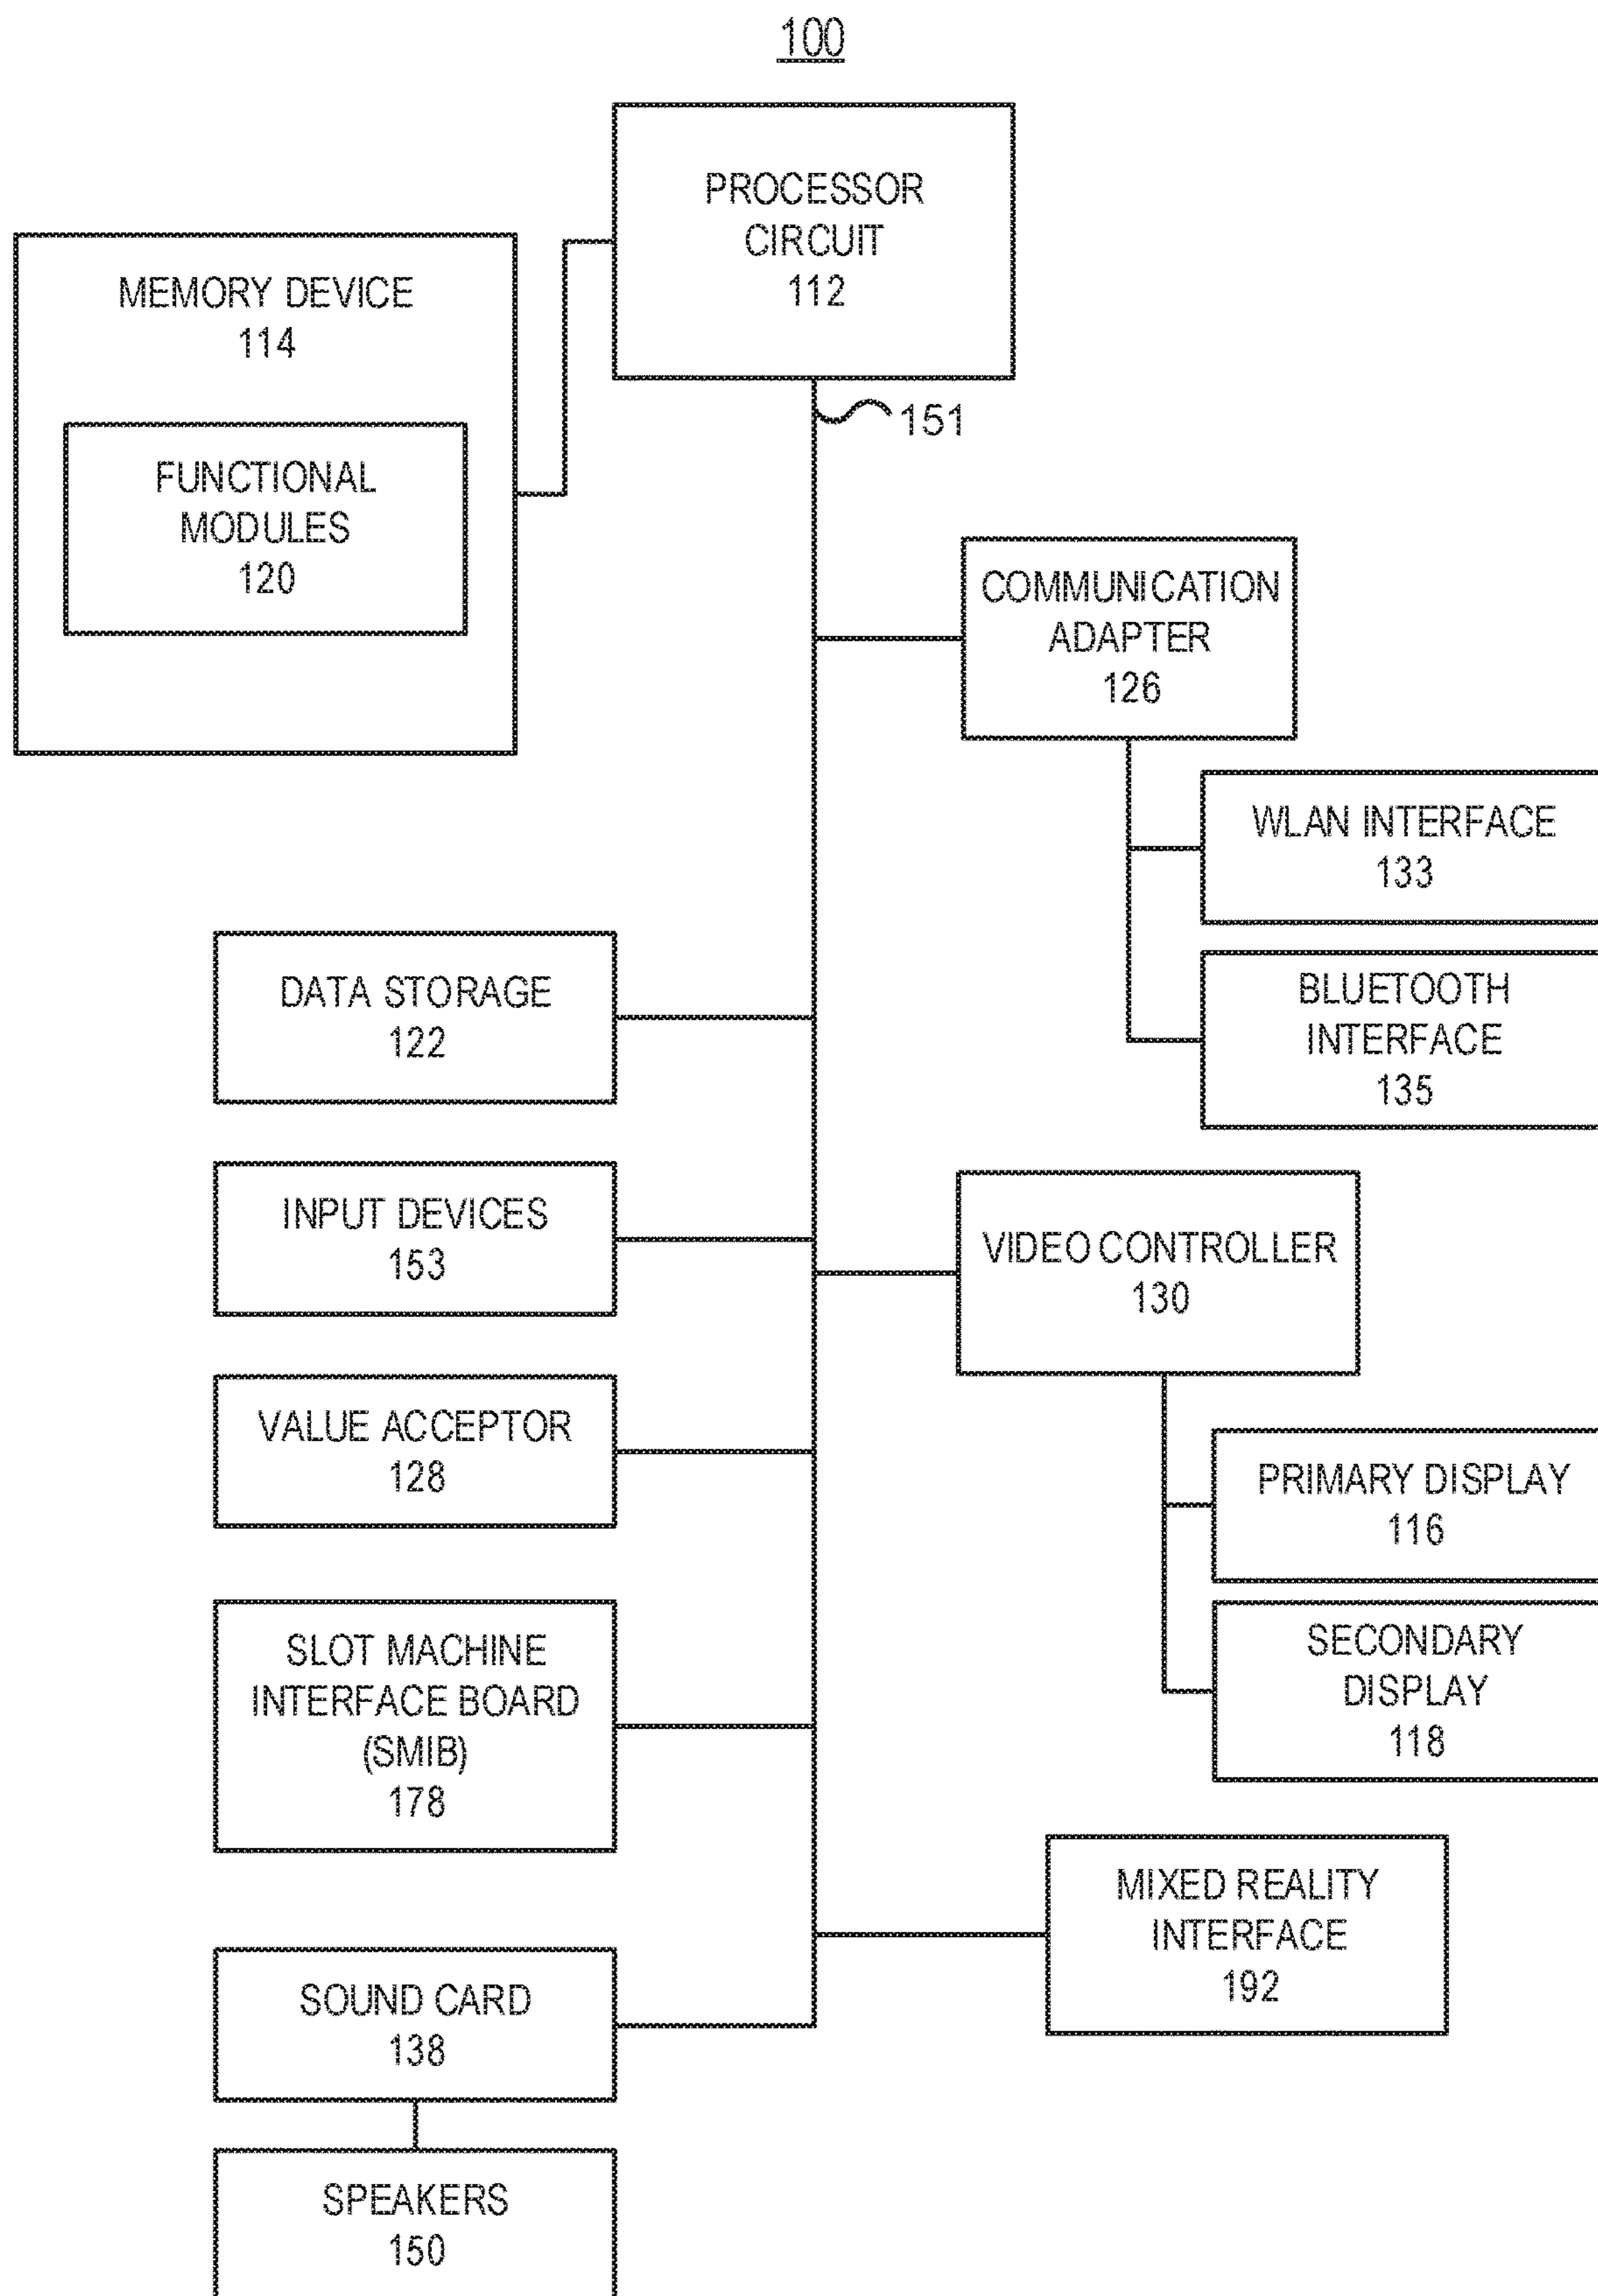 100
PROCESSOR
CIRCUIT
112
MEMORY DEVICE
114
FUNCTIONAL
MODULES
120
151
COMMUNICATION
ADAPTER
126
WLAN INTERFACE
133
BLUETOOTH
INTERFACE
135
DATA STORAGE
122
INPUT DEVICES
153
VIDEO CONTROLLER
130
VALUE ACCEPTOR
128
PRIMARY DISPLAY
116
SECONDARY
DISPLAY
118
SLOT MACHINE
INTERFACE BOARD
(SMIB)
178
MIXED REALITY
INTERFACE
192
SOUND CARD
138
SPEAKERS
150